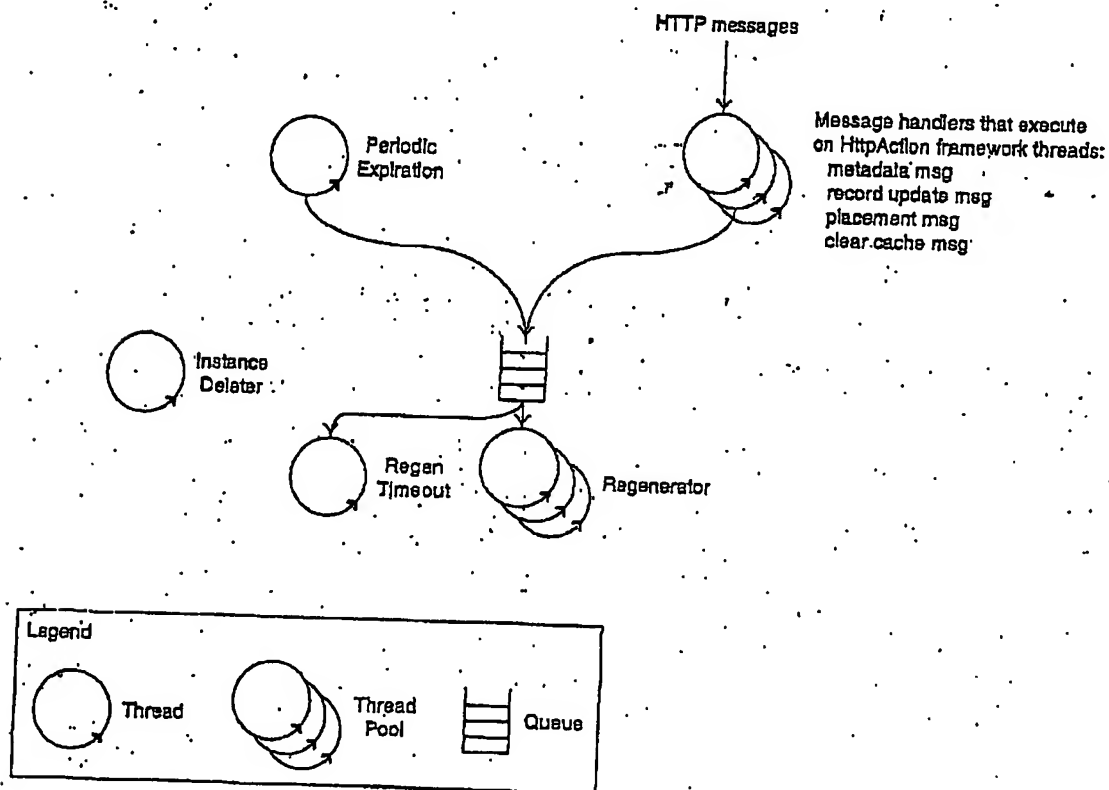 HTTP messages
Periodic
Expiration
Message handlers that execute
on HttpAction framework threads:
metadata msg
record update msg
placement msg
clear cache msg
Instance
Deleter
Regen
Timeout
Regenerator
Legend
Thread
Thread
Pool
Queue